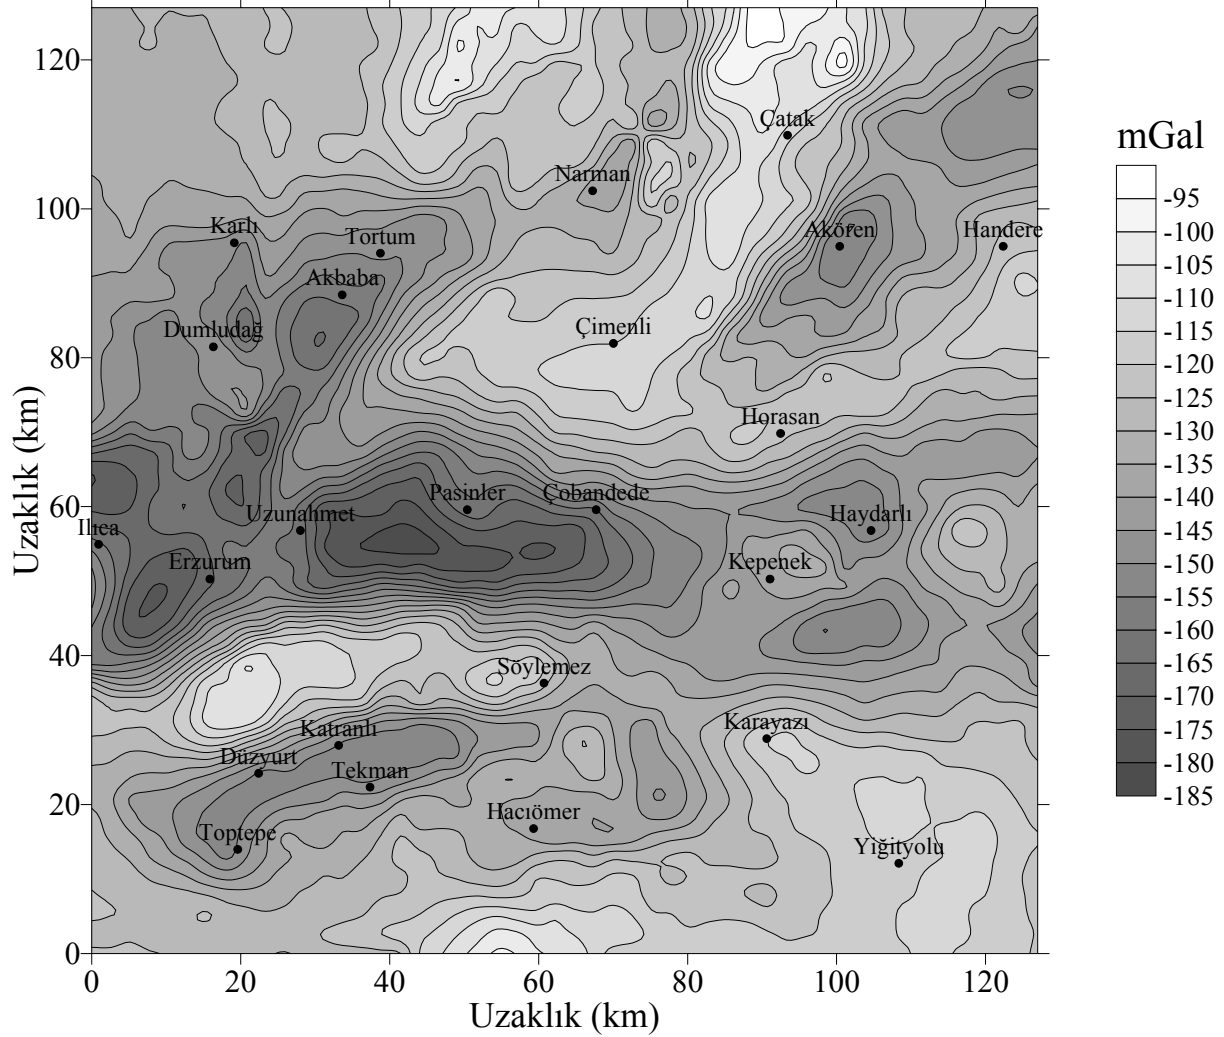 mGal
120
100
80
60
40
20
0
Uzaklık (km)
Çatak
Narman
Karlı
Tortum
Akören
Handere
Akbaba
Dumludağ
Çimenli
Horasan
Pasinler
Çobandede
Uzunahmet
Haydarlı
Ilıca
Erzurum
Kepenek
Söylemez
Katranlı
Karayazı
Düzyurt
Tekman
Hacıömer
Toptepe
Yiğityolu
0 20 40 60 80 100 120
Uzaklık (km)
-95
-100
-105
-110
-115
-120
-125
-130
-135
-140
-145
-150
-155
-160
-165
-170
-175
-180
-185